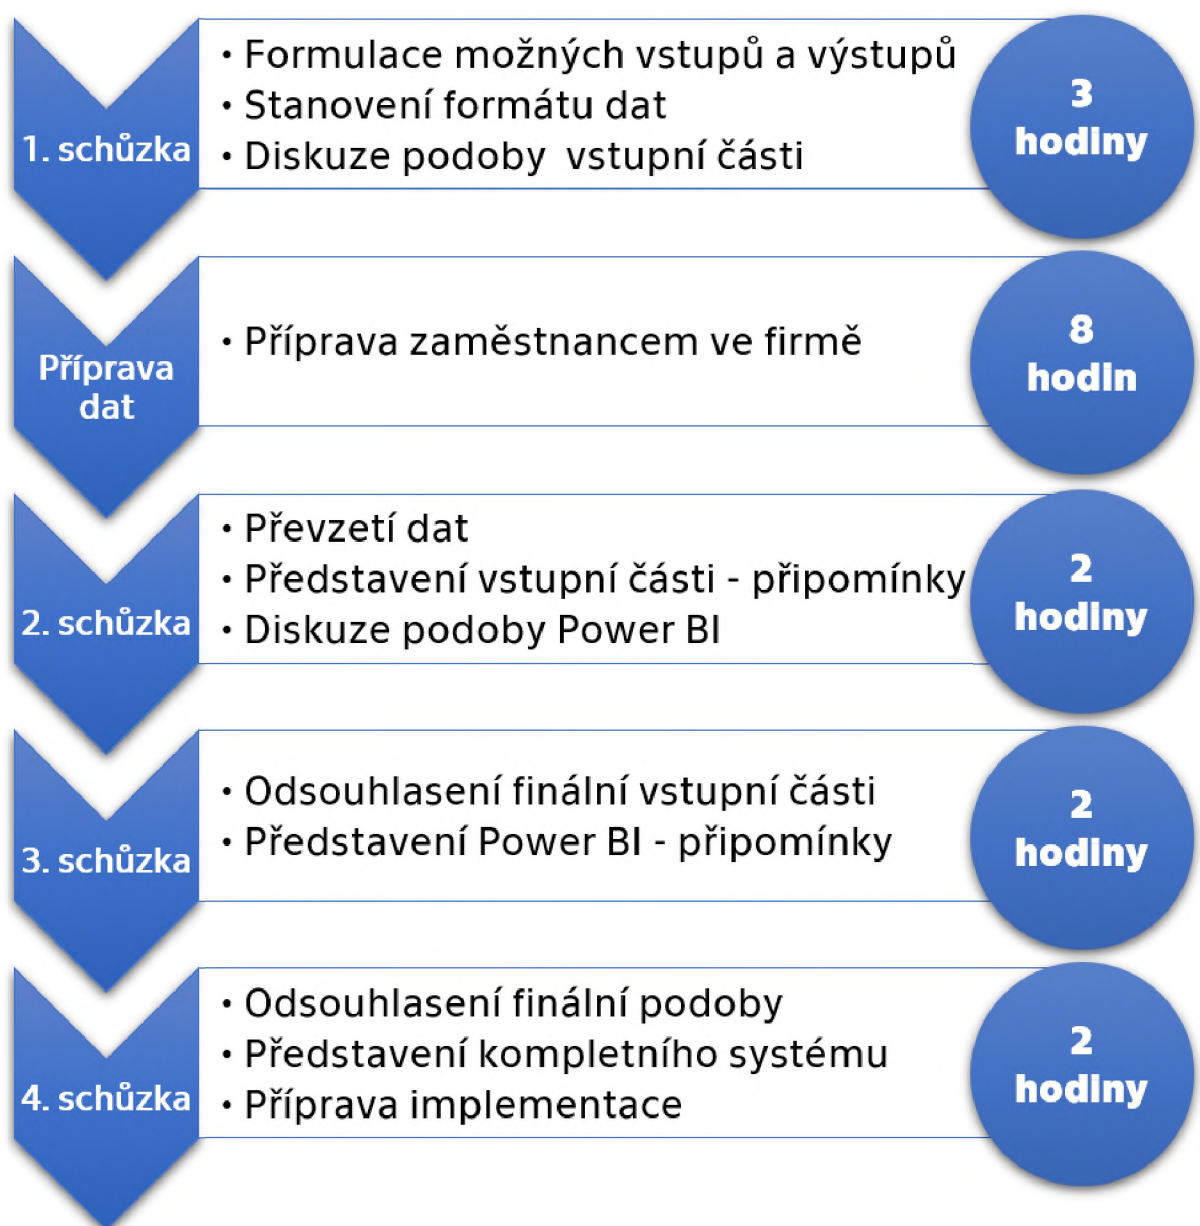 1. schůzka
• Formulace možných vstupů a výstupů
• Stanovení formátu dat
• Diskuze podoby vstupní části
3
hodiny
Příprava
dat
• Příprava zaměstnancem ve firmě
8
hodin
2. schůzka
• Převzetí dat
• Představení vstupní části - připomínky
• Diskuze podoby Power BI
2
hodiny
3. schůzka
• Odsouhlasení finální vstupní části
• Představení Power BI - připomínky
2
hodiny
4. schůzka
• Odsouhlasení finální podoby
• Představení kompletního systému
• Příprava implementace
2
hodiny